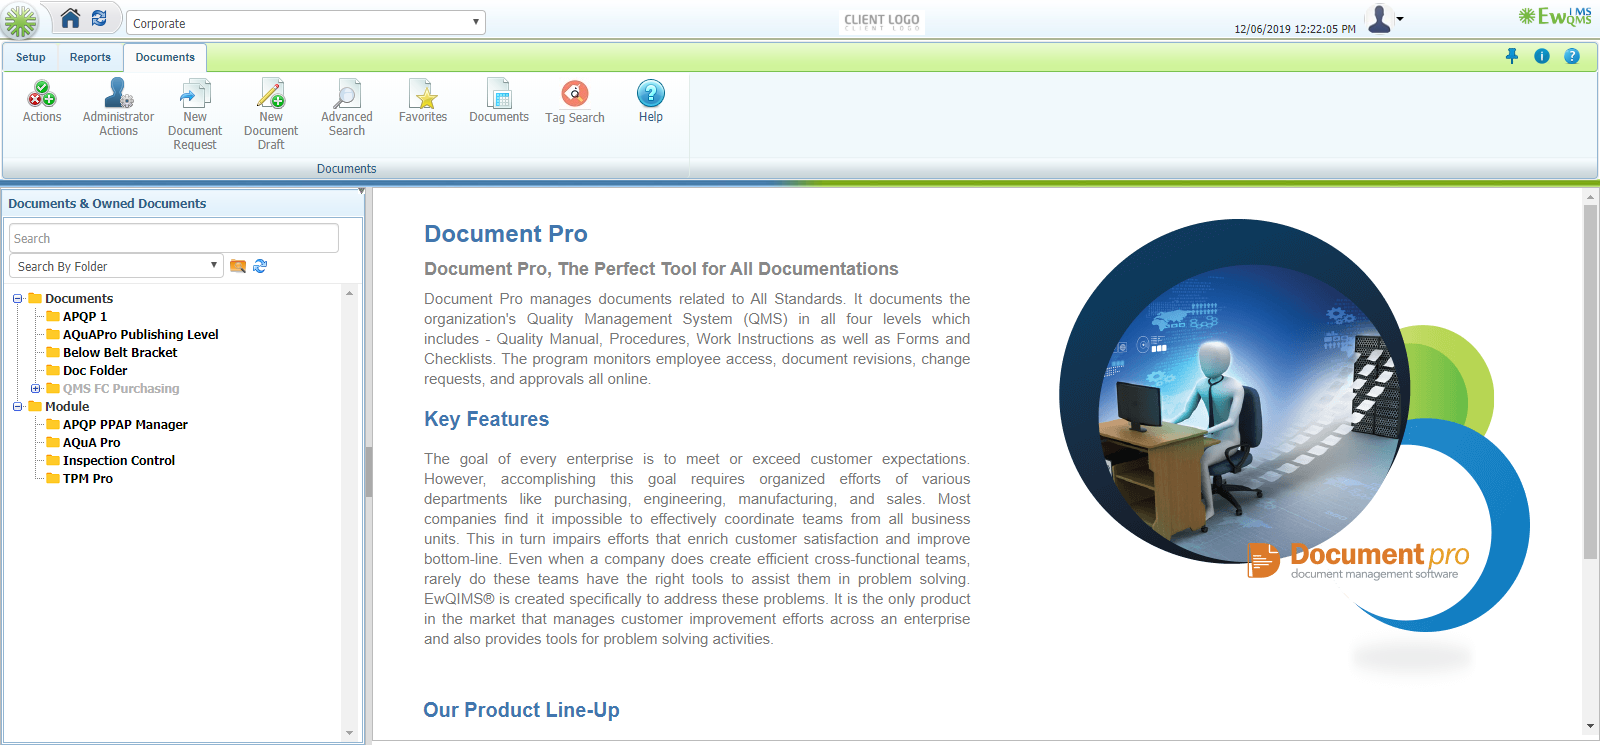 Corporate
CLIENT LOGO
CLIENT LOGO
12/06/2019 12:22:05 PM
EwQIMS
QMS
Setup
Reports
Documents
Actions
Administrator
Actions
New
Document
Request
New
Document
Draft
Advanced
Search
Favorites
Documents
Tag Search
Help
Documents
Documents & Owned Documents
Search
Search By Folder
Documents
APQP 1
AQuAPro Publishing Level
Below Belt Bracket
Doc Folder
QMS FC Purchasing
Module
APQP PPAP Manager
AQuA Pro
Inspection Control
TPM Pro
Document Pro
Document Pro, The Perfect Tool for All Documentations
Document Pro manages documents related to All Standards. It documents the
organization's Quality Management System (QMS) in all four levels which
includes - Quality Manual, Procedures, Work Instructions as well as Forms and
Checklists. The program monitors employee access, document revisions, change
requests, and approvals all online.
Key Features
The goal of every enterprise is to meet or exceed customer expectations.
However, accomplishing this goal requires organized efforts of various
departments like purchasing, engineering, manufacturing, and sales. Most
companies find it impossible to effectively coordinate teams from all business
units. This in turn impairs efforts that enrich customer satisfaction and improve
bottom-line. Even when a company does create efficient cross-functional teams,
rarely do these teams have the right tools to assist them in problem solving.
EwQIMS® is created specifically to address these problems. It is the only product
in the market that manages customer improvement efforts across an enterprise
and also provides tools for problem solving activities.
Our Product Line-Up
Document pro
document management software